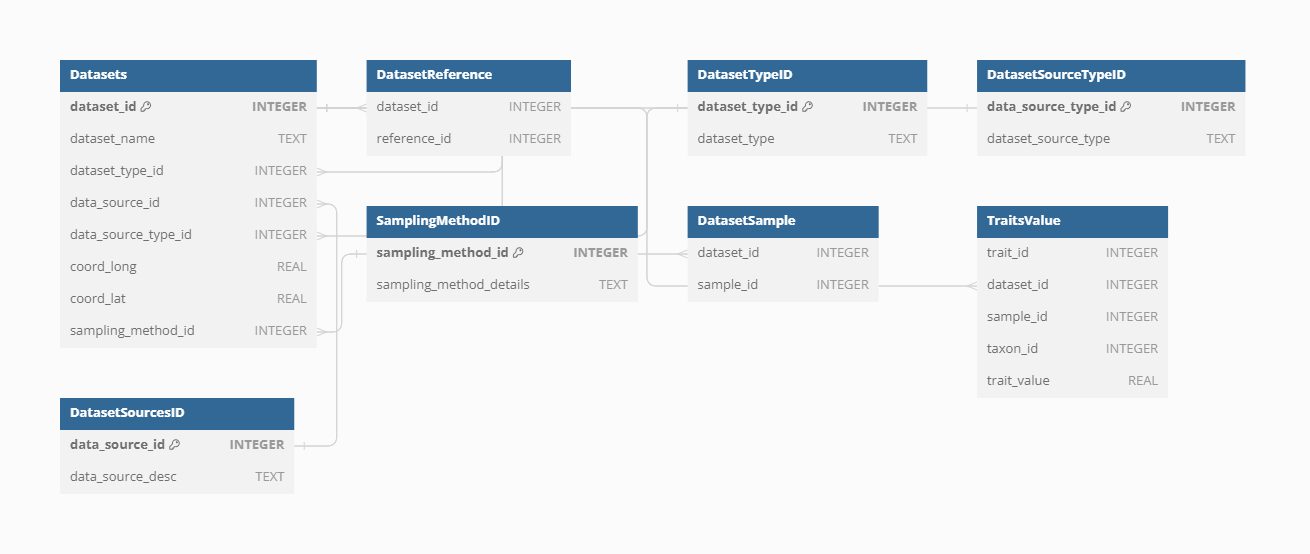 Datasets
dataset_id INTEGER
dataset_name TEXT
dataset_type_id INTEGER
data_source_id INTEGER
data_source_type_id INTEGER
coord_long REAL
coord_lat REAL
sampling_method_id INTEGER
DatasetReference
dataset_id INTEGER
reference_id INTEGER
DatasetTypeID
dataset_type_id INTEGER
dataset_type TEXT
DatasetSourceTypeID
data_source_type_id INTEGER
dataset_source_type TEXT
SamplingMethodID
sampling_method_id INTEGER
sampling_method_details TEXT
DatasetSample
dataset_id INTEGER
sample_id INTEGER
TraitsValue
trait_id INTEGER
dataset_id INTEGER
sample_id INTEGER
taxon_id INTEGER
trait_value REAL
DatasetSourcesID
data_source_id INTEGER
data_source_desc TEXT